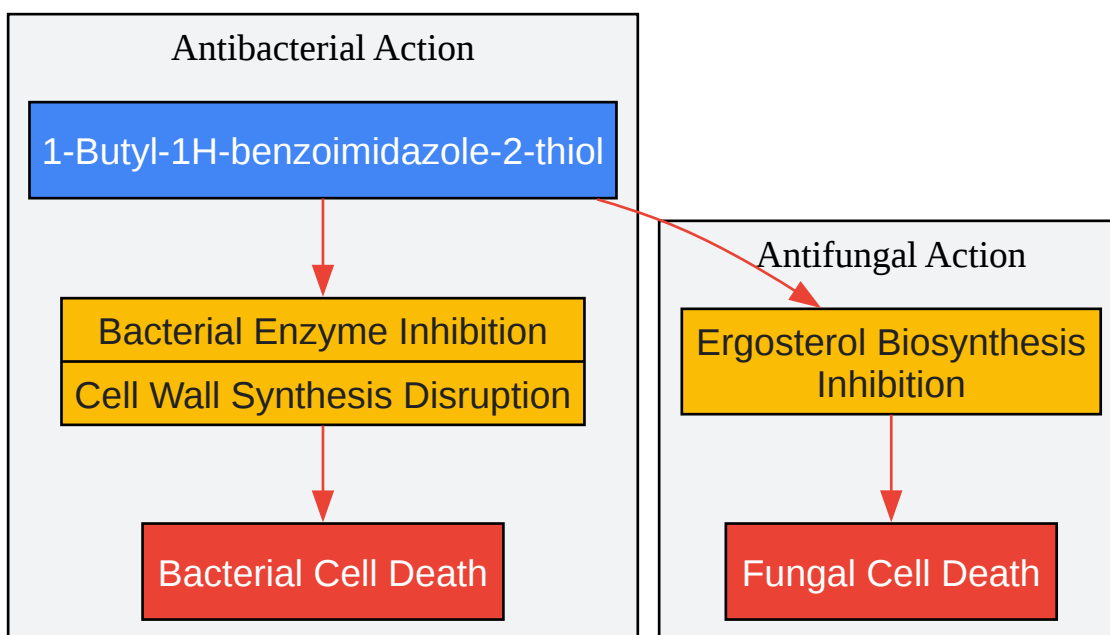 Antibacterial Action
1-Butyl-1H-benzoimidazole-2-thiol
Bacterial Enzyme Inhibition
Cell Wall Synthesis Disruption
Bacterial Cell Death
Antifungal Action
Ergosterol Biosynthesis
Inhibition
Fungal Cell Death